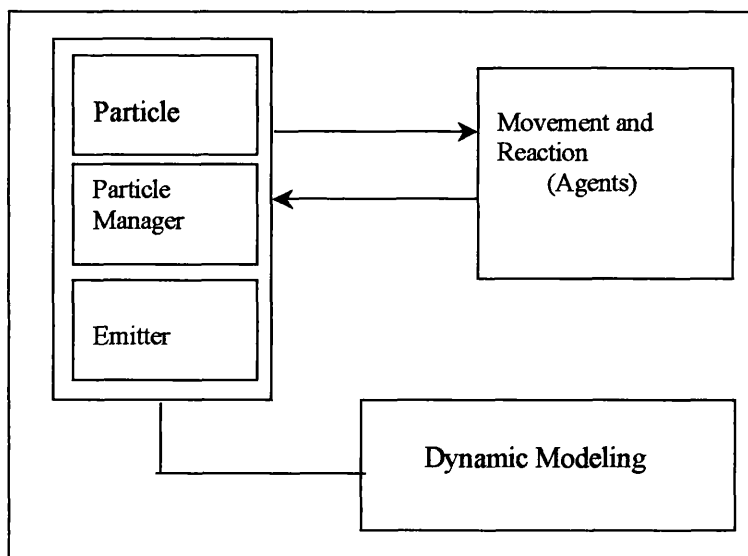 Particle
Particle
Manager
Emitter
Movement and
Reaction
(Agents)
Dynamic Modeling